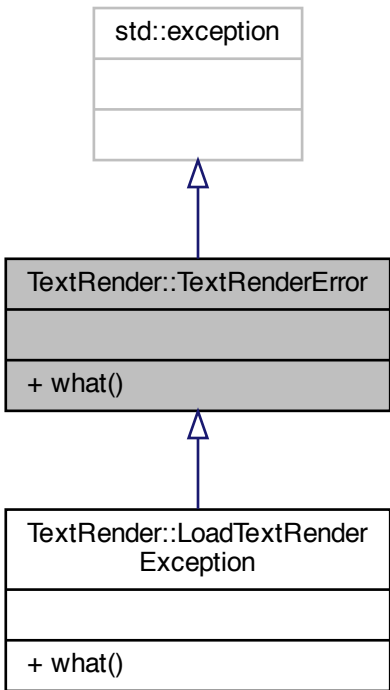 std::exception
TextRender::TextRenderError
+ what()
TextRender::LoadTextRender
Exception
+ what()